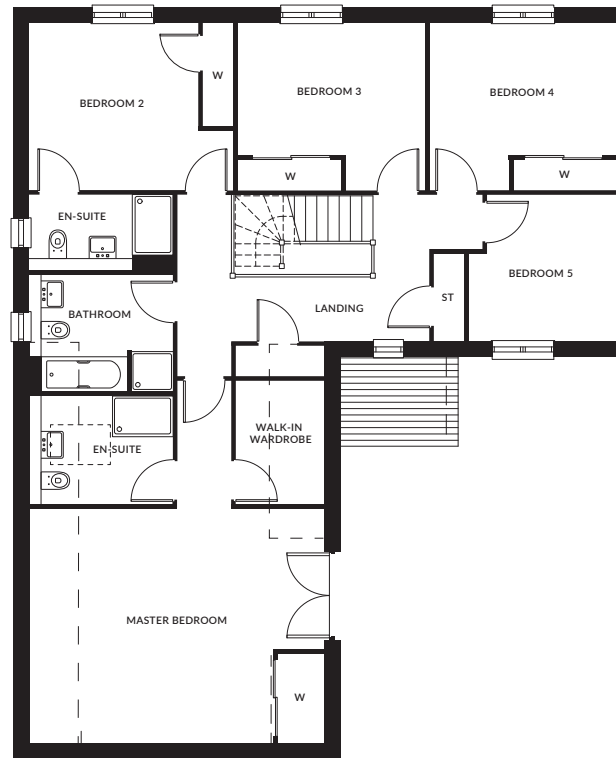 W
BEDROOM 2
BEDROOM 3
BEDROOM 4
W
W
EN-SUITE
BEDROOM 5
ST
LANDING
BATHROOM
WALK-IN
WARDROBE
EN-SUITE
MASTER BEDROOM
W